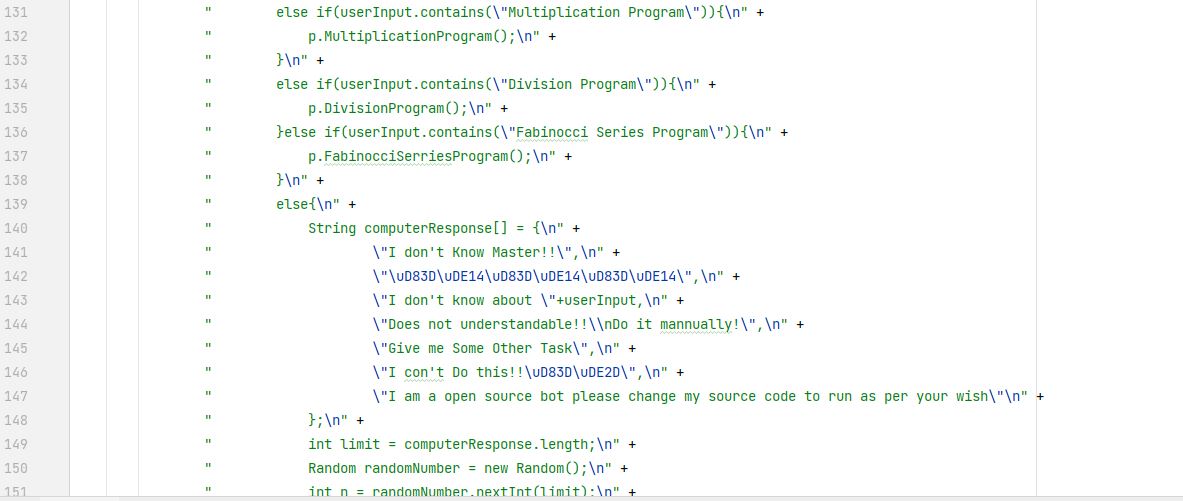 131 "        else if(userInput.contains(\"Multiplication Program\")){\n" +
132 "            p.MultiplicationProgram();\n" +
133 "        }\n" +
134 "        else if(userInput.contains(\"Division Program\")){\n" +
135 "            p.DivisionProgram();\n" +
136 "        }else if(userInput.contains(\"Fabinocci Series Program\")){\n" +
137 "            p.FabinocciSerriesProgram();\n" +
138 "        }\n" +
139 "        else{\n" +
140 "            String computerResponse[] = {\n" +
141 "                    \"I don't Know Master!!\",\n" +
142 "                    \"\uD83D\uDE14\uD83D\uDE14\uD83D\uDE14\",\n" +
143 "                    \"I don't know about \"+userInput,\n" +
144 "                    \"Does not understandable!!\\nDo it mannually!\",\n" +
145 "                    \"Give me Some Other Task\",\n" +
146 "                    \"I con't Do this!!\uD83D\uDE2D\",\n" +
147 "                    \"I am a open source bot please change my source code to run as per your wish\"\n" +
148 "            };\n" +
149 "            int limit = computerResponse.length;\n" +
150 "            Random randomNumber = new Random();\n" +
151 "            int n = randomNumber.nextInt(limit);\n" +